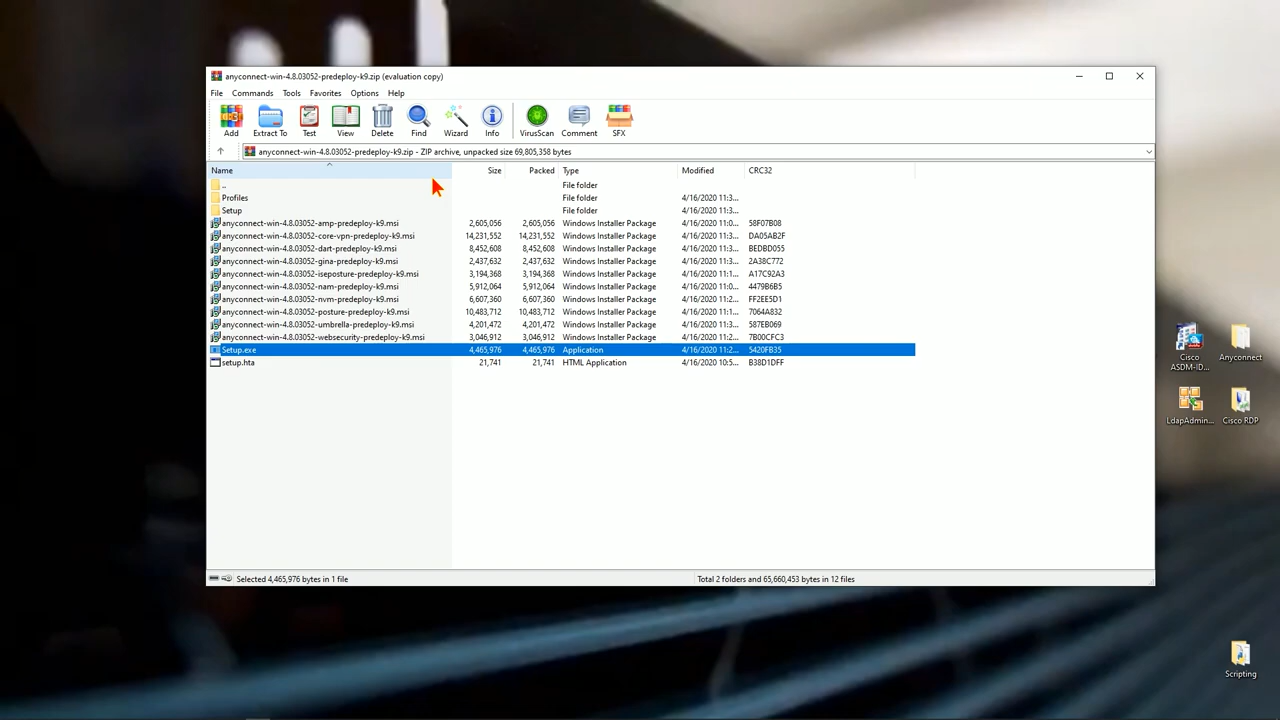 anyconnect-win-4.8.03052-predeploy-k9.zip (evaluation copy)
File Commands Tools Favorites Options Help
Add Extract To Test View Delete Find Wizard Info VirusScan Comment SFX
anyconnect-win-4.8.03052-predeploy-k9.zip - ZIP archive, unpacked size 69,805,358 bytes
Name Size Packed Type Modified CRC32
.. File folder
Profiles File folder 4/16/2020 11:3...
Setup File folder 4/16/2020 11:3...
anyconnect-win-4.8.03052-amp-predeploy-k9.msi 2,605,056 2,605,056 Windows Installer Package 4/16/2020 11:0... 58F07B08
anyconnect-win-4.8.03052-core-vpn-predeploy-k9.msi 14,231,552 14,231,552 Windows Installer Package 4/16/2020 11:3... DA05AB2F
anyconnect-win-4.8.03052-dart-predeploy-k9.msi 8,452,608 8,452,608 Windows Installer Package 4/16/2020 11:3... BEDBD055
anyconnect-win-4.8.03052-gina-predeploy-k9.msi 2,437,632 2,437,632 Windows Installer Package 4/16/2020 11:3... 2A38C772
anyconnect-win-4.8.03052-iseposture-predeploy-k9.msi 3,194,368 3,194,368 Windows Installer Package 4/16/2020 11:1... A17C92A3
anyconnect-win-4.8.03052-nam-predeploy-k9.msi 5,912,064 5,912,064 Windows Installer Package 4/16/2020 11:0... 4479B6B5
anyconnect-win-4.8.03052-nvm-predeploy-k9.msi 6,607,360 6,607,360 Windows Installer Package 4/16/2020 11:2... FF2EE5D1
anyconnect-win-4.8.03052-posture-predeploy-k9.msi 10,483,712 10,483,712 Windows Installer Package 4/16/2020 11:1... 7064A832
anyconnect-win-4.8.03052-umbrella-predeploy-k9.msi 4,201,472 4,201,472 Windows Installer Package 4/16/2020 11:3... 587EB069
anyconnect-win-4.8.03052-websecurity-predeploy-k9.msi 3,046,912 3,046,912 Windows Installer Package 4/16/2020 11:2... 7B00CFC3
Setup.exe 4,465,976 4,465,976 Application 4/16/2020 11:2... 5420FB35
setup.hta 21,741 21,741 HTML Application 4/16/2020 10:5... B38D1DFF
Selected 4,465,976 bytes in 1 file
Total 2 folders and 65,660,453 bytes in 12 files
Cisco
ASDM-ID...
Anyconnect
LdapAdmin...
Cisco RDP
Scripting